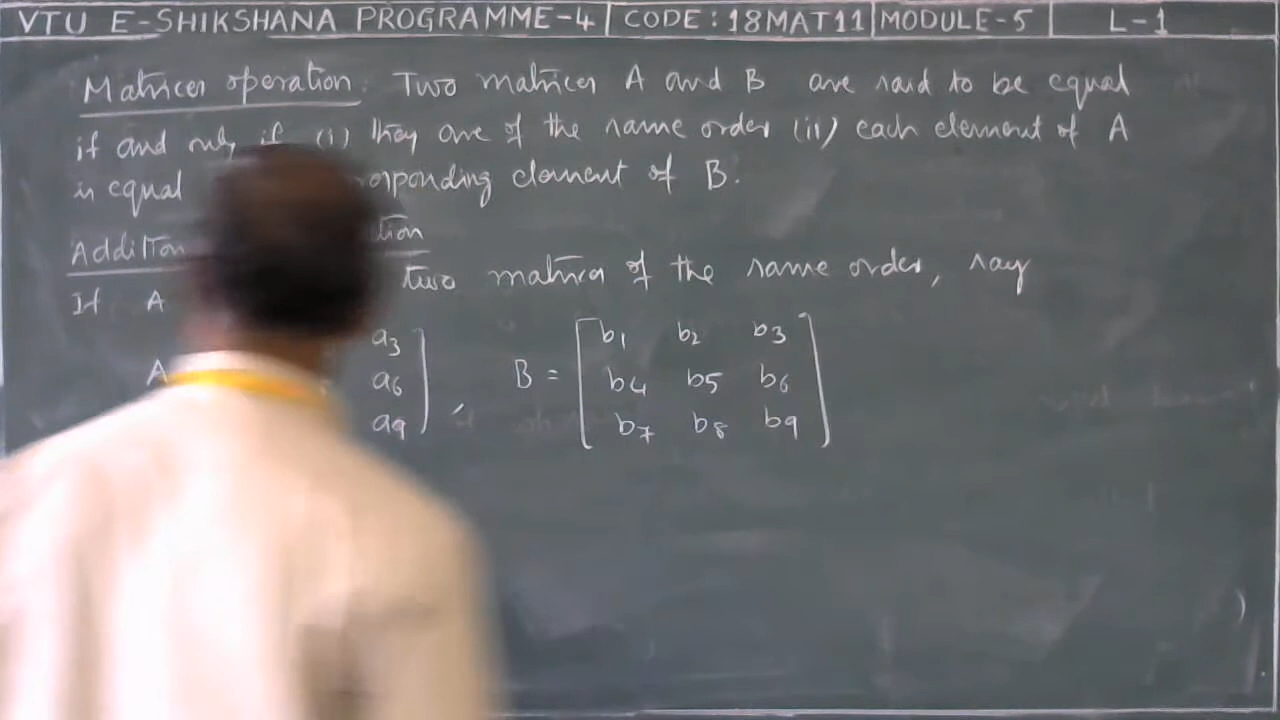 VTU E-SHIKSHANA PROGRAMME-4 CODE: 18MAT11 MODULE-5 L-1
Matrices operation: Two matrices A and B are said to be equal
if and only if (i) they are of the same order (ii) each element of A
is equal responding element of B.
Addition
If A two matrices of the same order, say
A a3 , B = b1 b2 b3
a6 b4 b5 b6
a9 b7 b8 b9